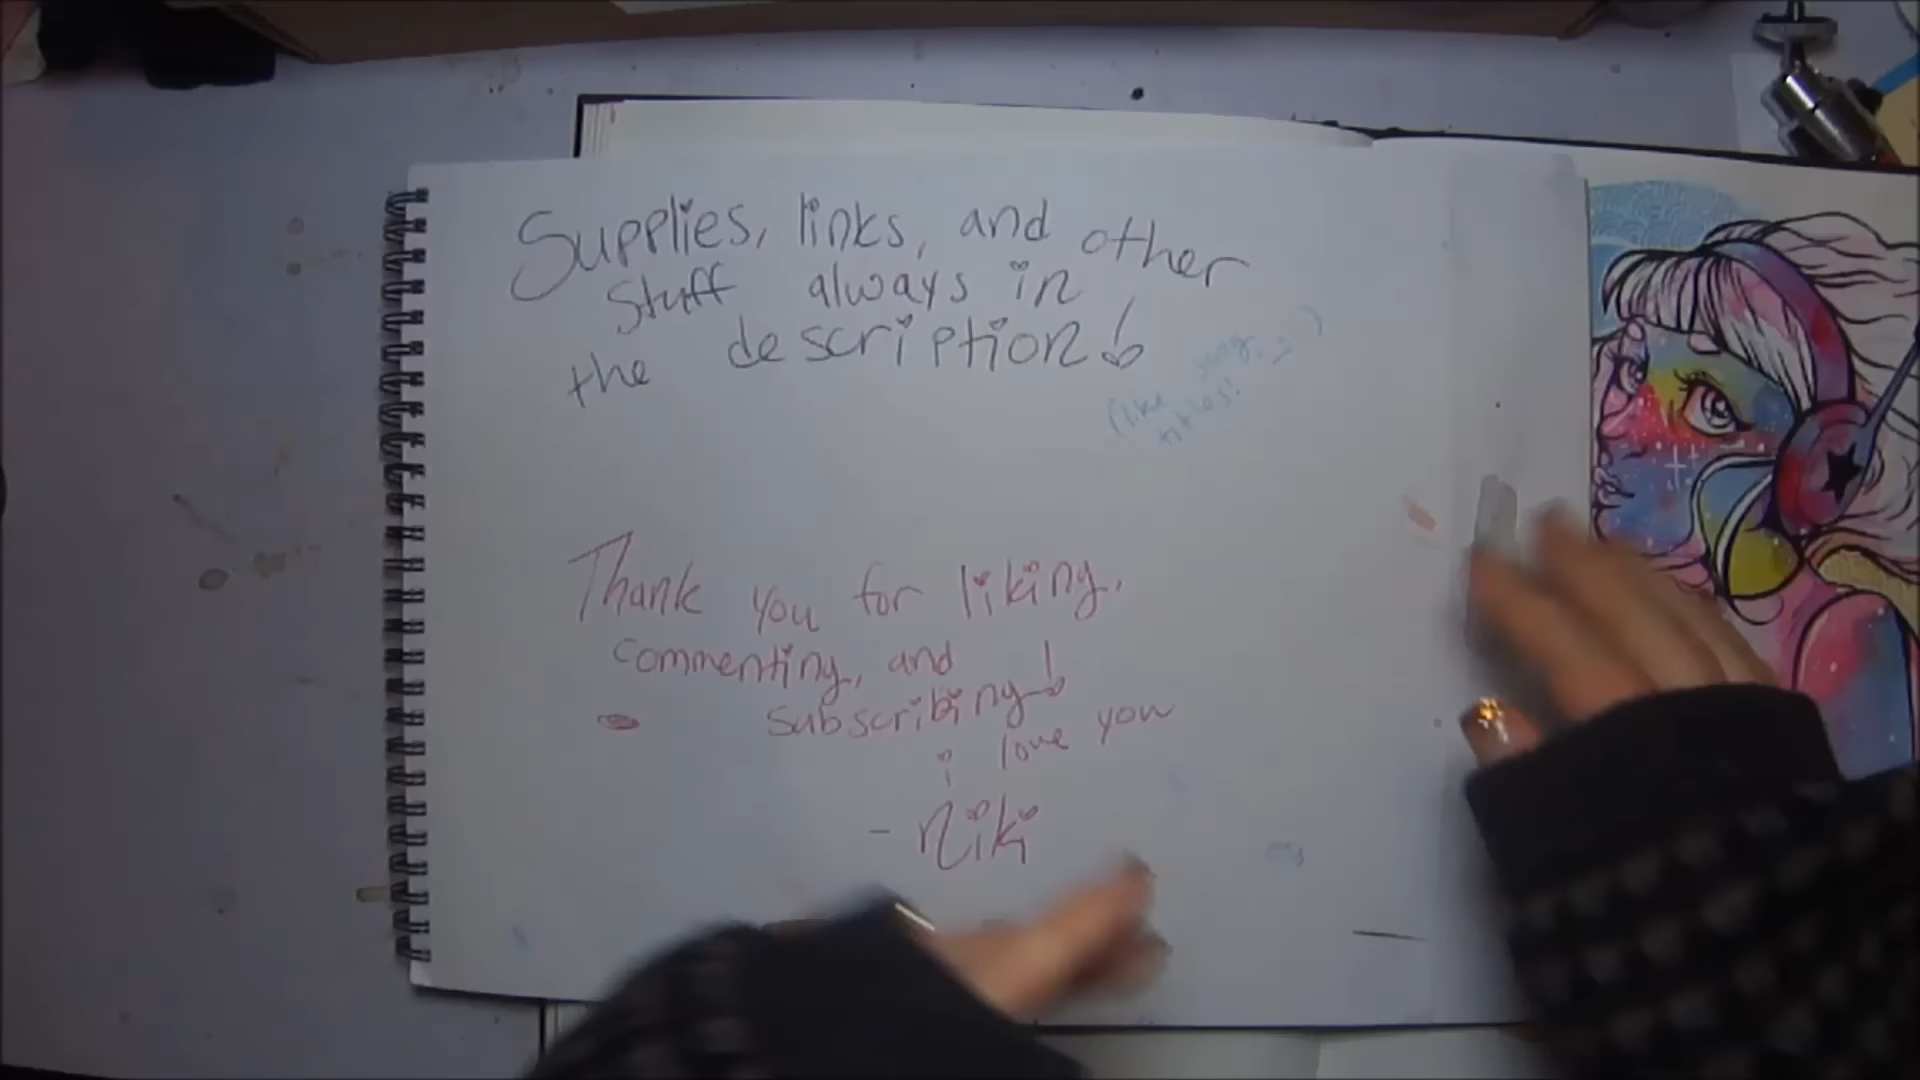 Supplies, links, and other
stuff always in
the description!
(like song
titles!
Thank you for liking,
commenting, and
subscribing!
i love you
- niki